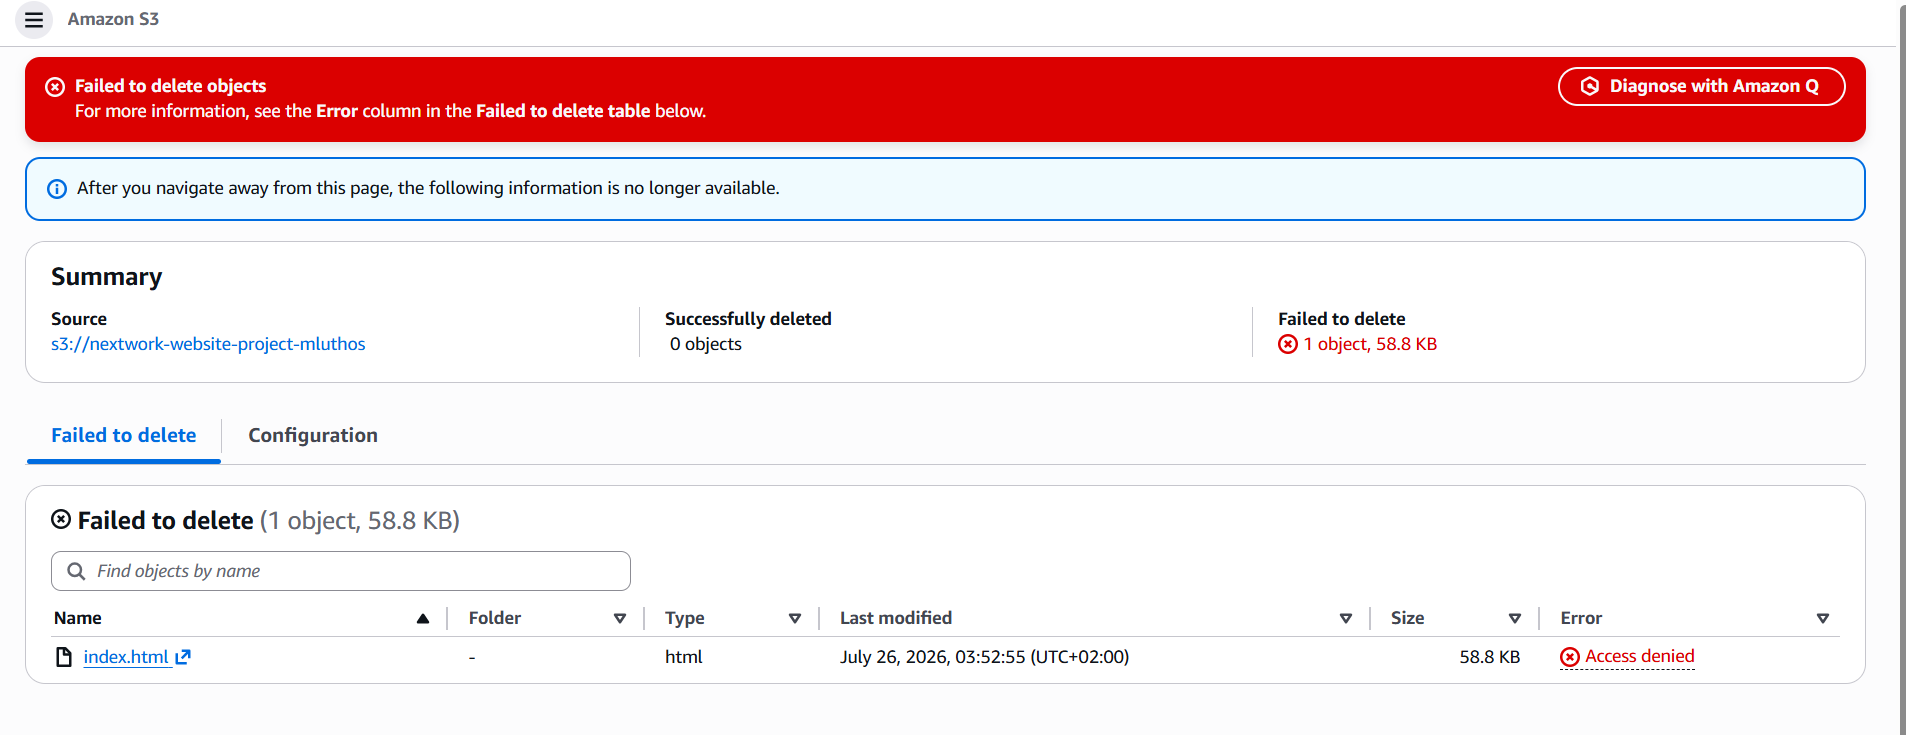 Amazon S3
Failed to delete objects
For more information, see the Error column in the Failed to delete table below.
Diagnose with Amazon Q
After you navigate away from this page, the following information is no longer available.
Summary
Source
s3://nextwork-website-project-mluthos
Successfully deleted
0 objects
Failed to delete
1 object, 58.8 KB
Failed to delete
Configuration
Failed to delete (1 object, 58.8 KB)
Find objects by name
Name Folder Type Last modified Size Error
index.html - html July 26, 2026, 03:52:55 (UTC+02:00) 58.8 KB Access denied